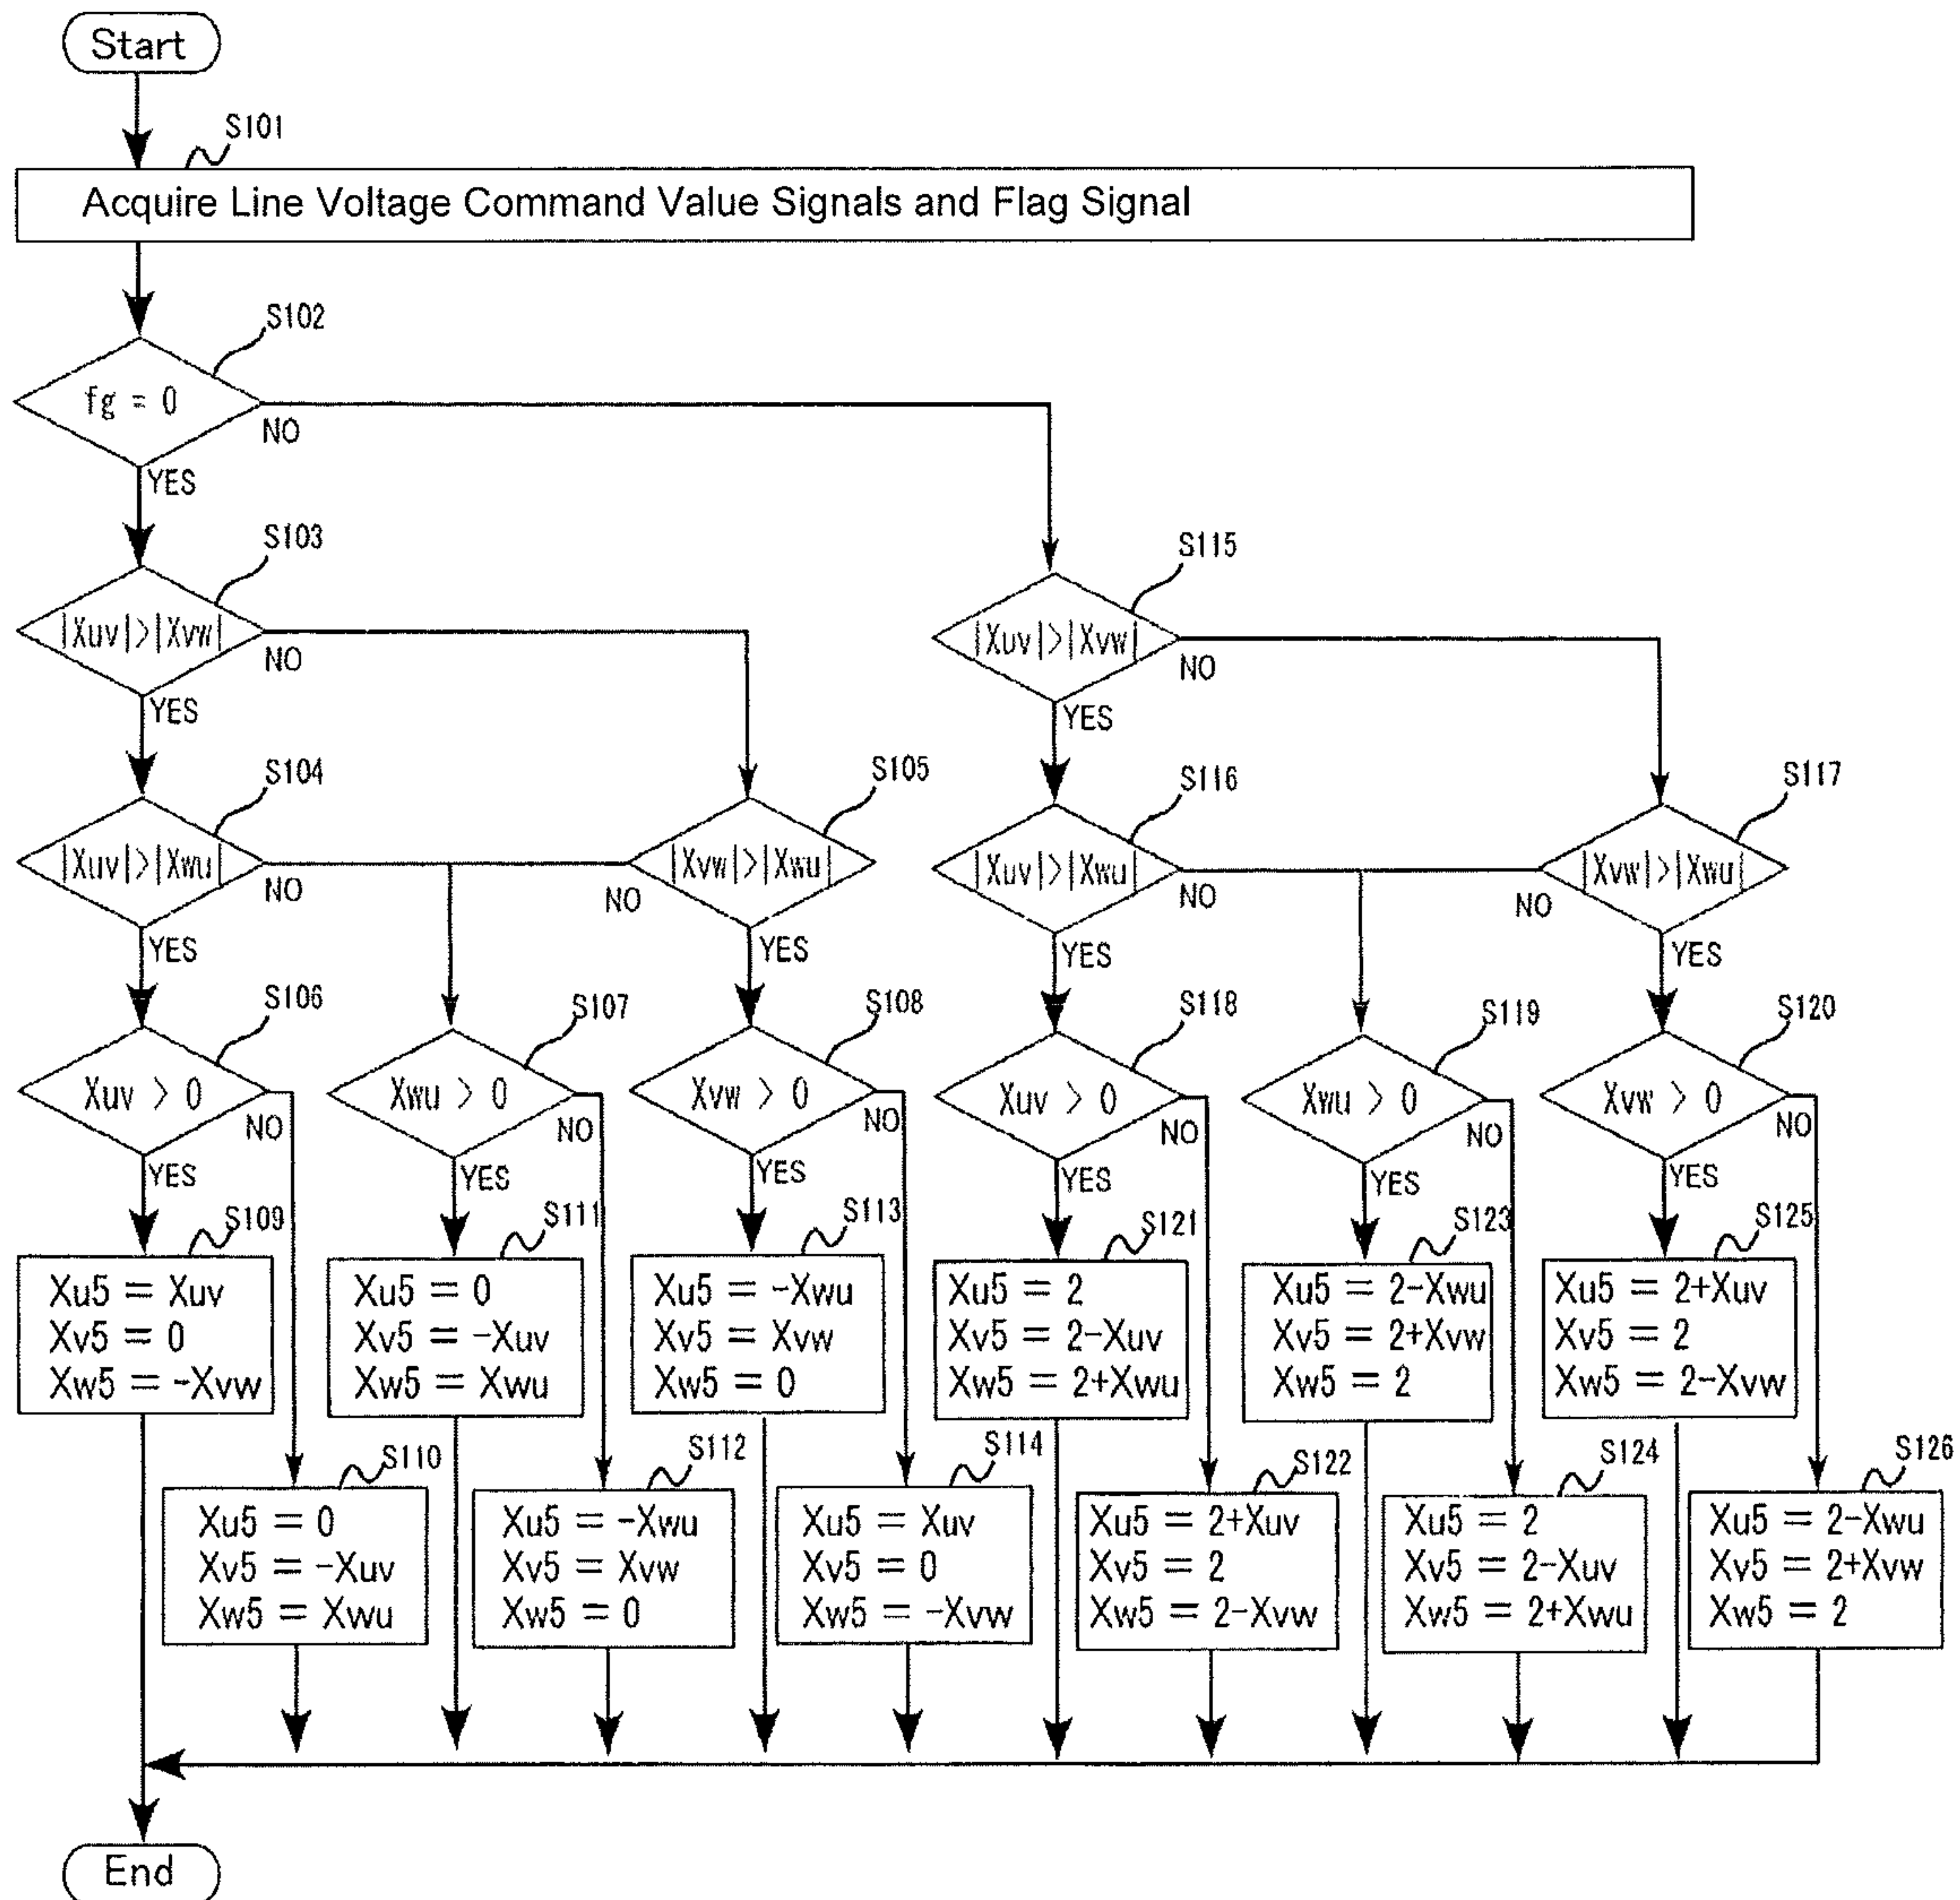 Start
S101
Acquire Line Voltage Command Value Signals and Flag Signal
S102
fg = 0
NO
YES
S103
|Xuv|>|Xvw|
NO
YES
S115
|Xuv|>|Xvw|
NO
YES
S104
|Xuv|>|Xwu|
NO
YES
S105
|Xvw|>|Xwu|
NO
YES
S116
|Xuv|>|Xwu|
NO
YES
S117
|Xvw|>|Xwu|
NO
YES
S106
Xuv > 0
NO
YES
S107
Xwu > 0
NO
YES
S108
Xvw > 0
NO
YES
S118
Xuv > 0
NO
YES
S119
Xwu > 0
NO
YES
S120
Xvw > 0
NO
YES
S109
Xu5 = Xuv
Xv5 = 0
Xw5 = -Xvw
S111
Xu5 = 0
Xv5 = -Xuv
Xw5 = Xwu
S113
Xu5 = -Xwu
Xv5 = Xvw
Xw5 = 0
S121
Xu5 = 2
Xv5 = 2-Xuv
Xw5 = 2+Xwu
S123
Xu5 = 2-Xwu
Xv5 = 2+Xvw
Xw5 = 2
S125
Xu5 = 2+Xuv
Xv5 = 2
Xw5 = 2-Xvw
S110
Xu5 = 0
Xv5 = -Xuv
Xw5 = Xwu
S112
Xu5 = -Xwu
Xv5 = Xvw
Xw5 = 0
S114
Xu5 = Xuv
Xv5 = 0
Xw5 = -Xvw
S122
Xu5 = 2+Xuv
Xv5 = 2
Xw5 = 2-Xvw
S124
Xu5 = 2
Xv5 = 2-Xuv
Xw5 = 2+Xwu
S126
Xu5 = 2-Xwu
Xv5 = 2+Xvw
Xw5 = 2
End